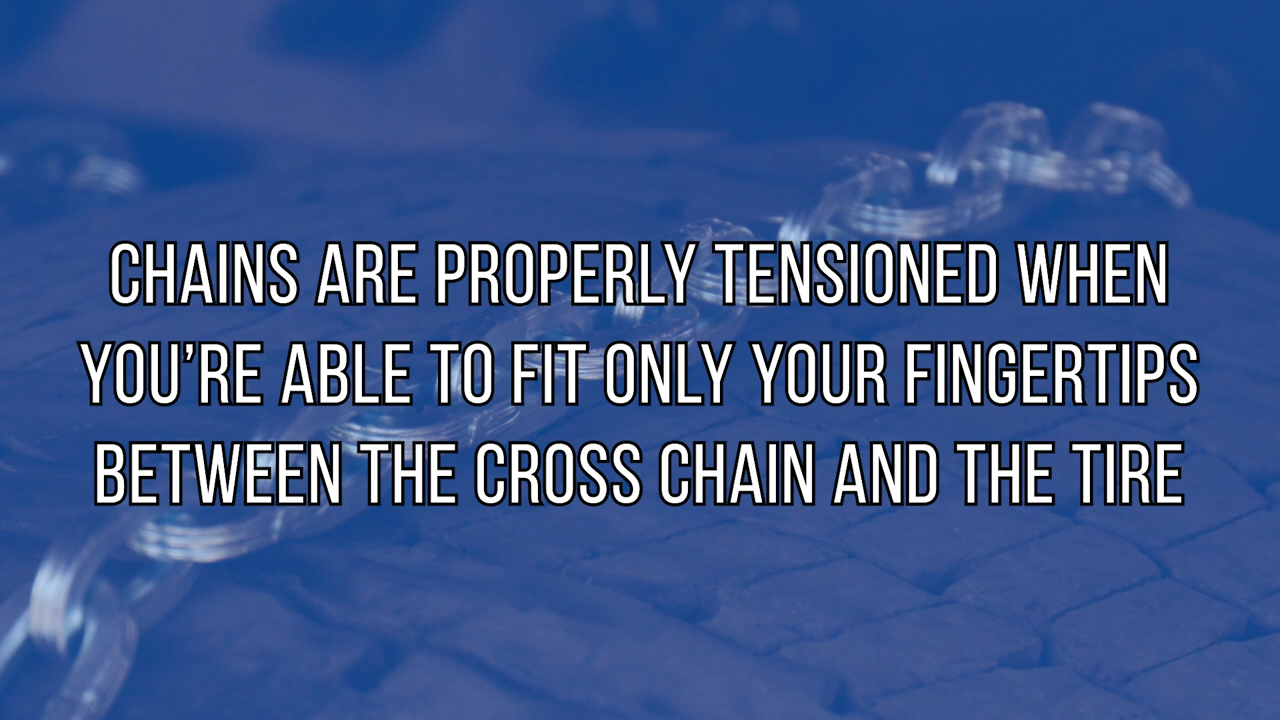 CHAINS ARE PROPERLY TENSIONED WHEN
YOU’RE ABLE TO FIT ONLY YOUR FINGERTIPS
BETWEEN THE CROSS CHAIN AND THE TIRE